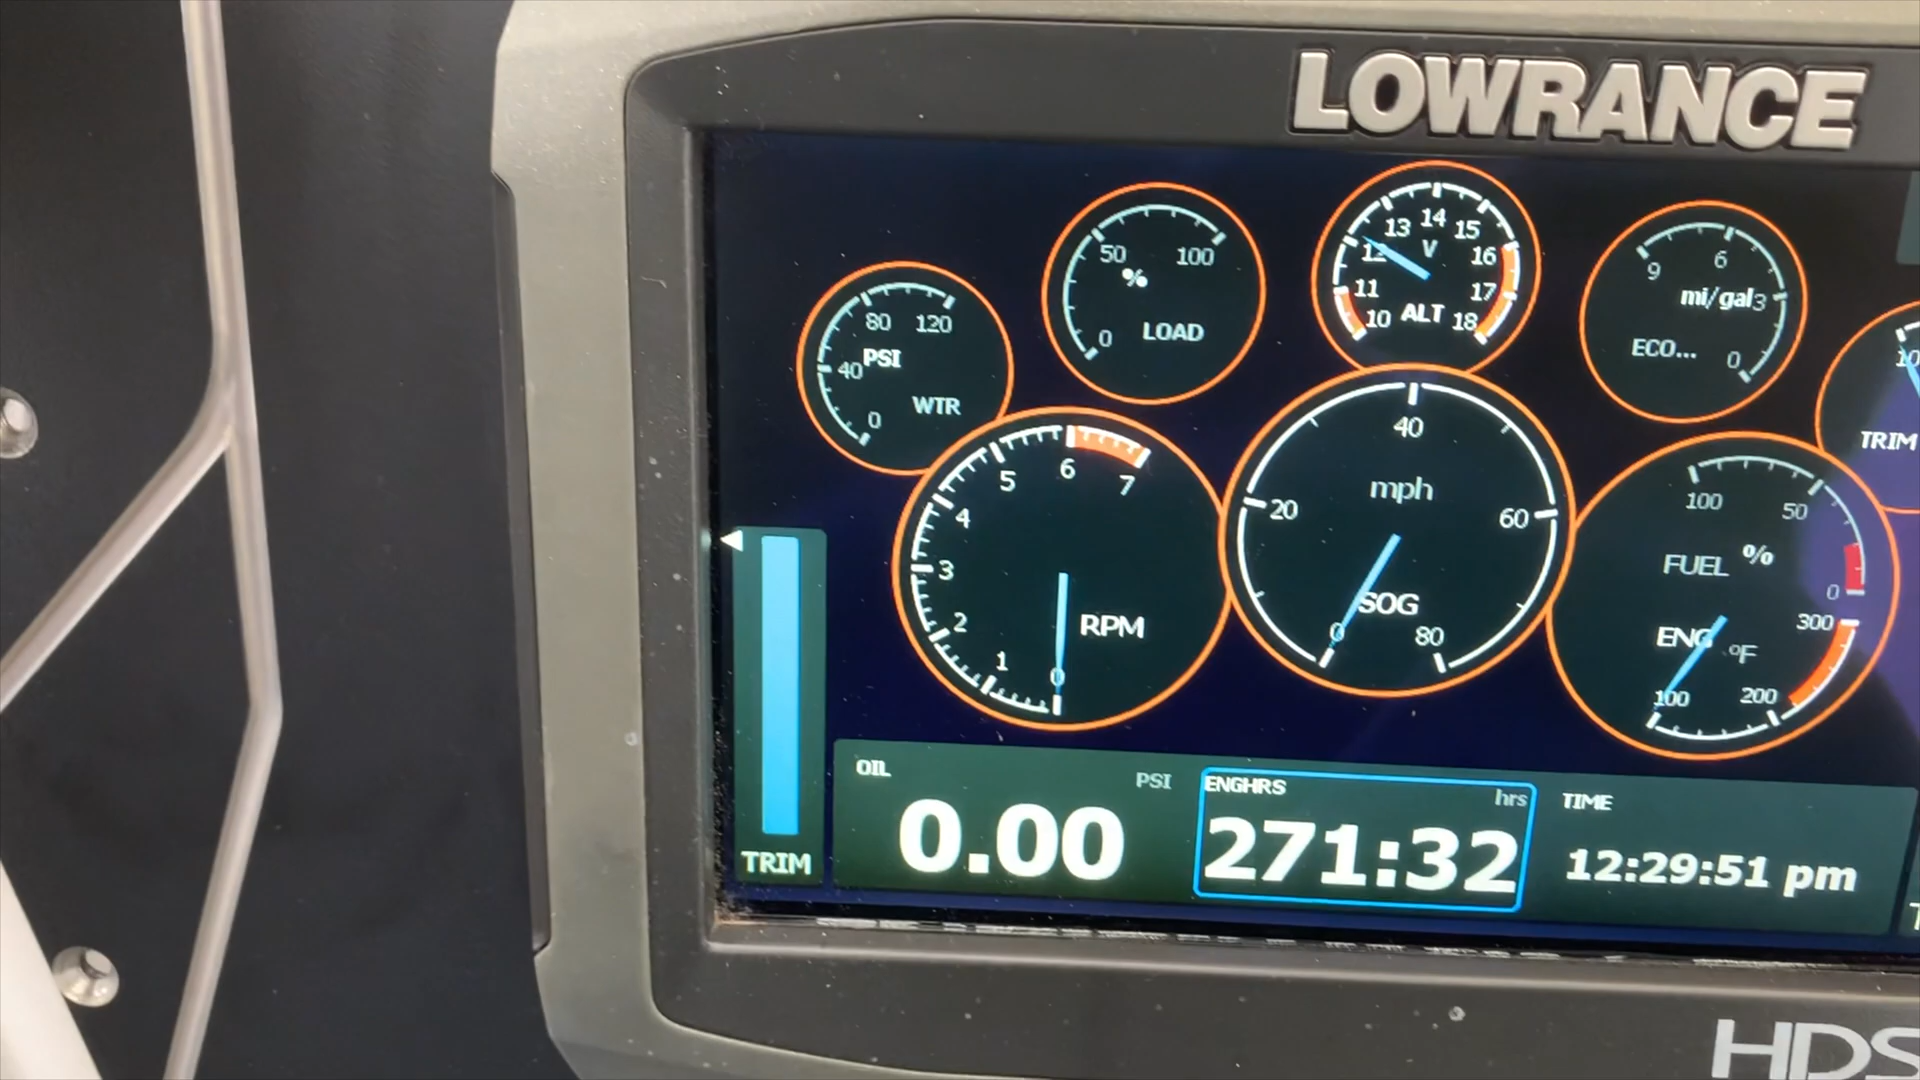 LOWRANCE
80 120
PSI
40
WTR
0
50 100
%
LOAD
0
13 14 15
V
12 16
11 17
ALT
10 18
9 6
mi/gal 3
ECO...
0
10
TRIM
5 6 7
4
3
2
RPM
1 0
40
mph
20 60
SOG
0 80
100 50
FUEL %
0
300
ENG °F
100 200
TRIM
OIL PSI
0.00
ENGHRS hrs
271:32
TIME
12:29:51 pm
HDS